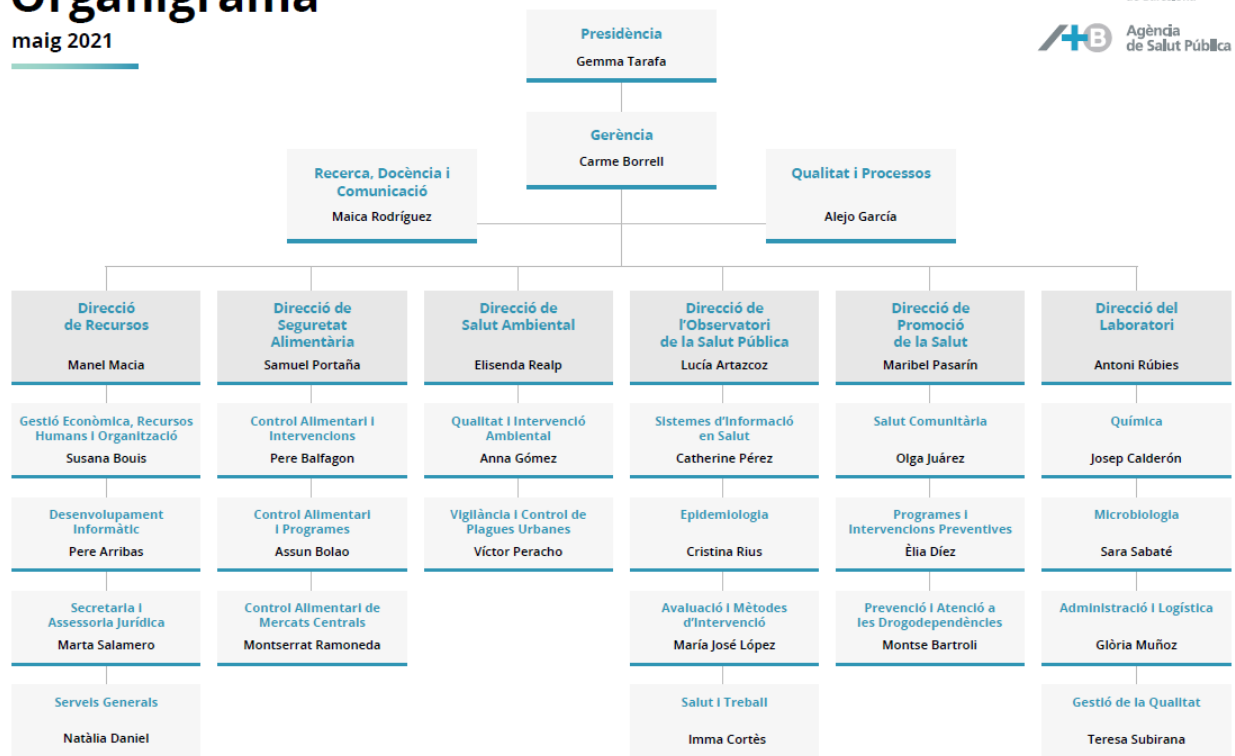 Organigrama
maig 2021
Agència
de Salut Pública
Presidència
Gemma Tarafa
Gerència
Carme Borrell
Recerca, Docència i
Comunicació
Maica Rodríguez
Qualitat i Processos
Alejo García
Direcció
de Recursos
Manel Macia
Direcció de
Seguretat
Alimentària
Samuel Portaña
Direcció de
Salut Ambiental
Elisenda Realp
Direcció de
l'Observatori
de la Salut Pública
Lucía Artazcoz
Direcció de
Promoció
de la Salut
Maribel Pasarín
Direcció del
Laboratori
Antoni Rúbies
Gestió Econòmica, Recursos
Humans i Organització
Susana Bouis
Control Alimentari i
Intervencions
Pere Balfagon
Qualitat i Intervenció
Ambiental
Anna Gómez
Sistemes d'Informació
en Salut
Catherine Pérez
Salut Comunitària
Olga Juárez
Química
Josep Calderón
Desenvolupament
Informàtic
Pere Arribas
Control Alimentari
i Programes
Assun Bolao
Vigilància i Control de
Plagues Urbanes
Víctor Peracho
Epidemiologia
Cristina Rius
Programes i
Intervencions Preventives
Èlia Díez
Microbiologia
Sara Sabaté
Secretaria i
Assessoria Jurídica
Marta Salamero
Control Alimentari de
Mercats Centrals
Montserrat Ramoneda
Avaluació i Mètodes
d'Intervenció
María José López
Prevenció i Atenció a
les Drogodependències
Montse Bartroli
Administració i Logística
Glòria Muñoz
Serveis Generals
Natàlia Daniel
Salut i Treball
Imma Cortès
Gestió de la Qualitat
Teresa Subirana